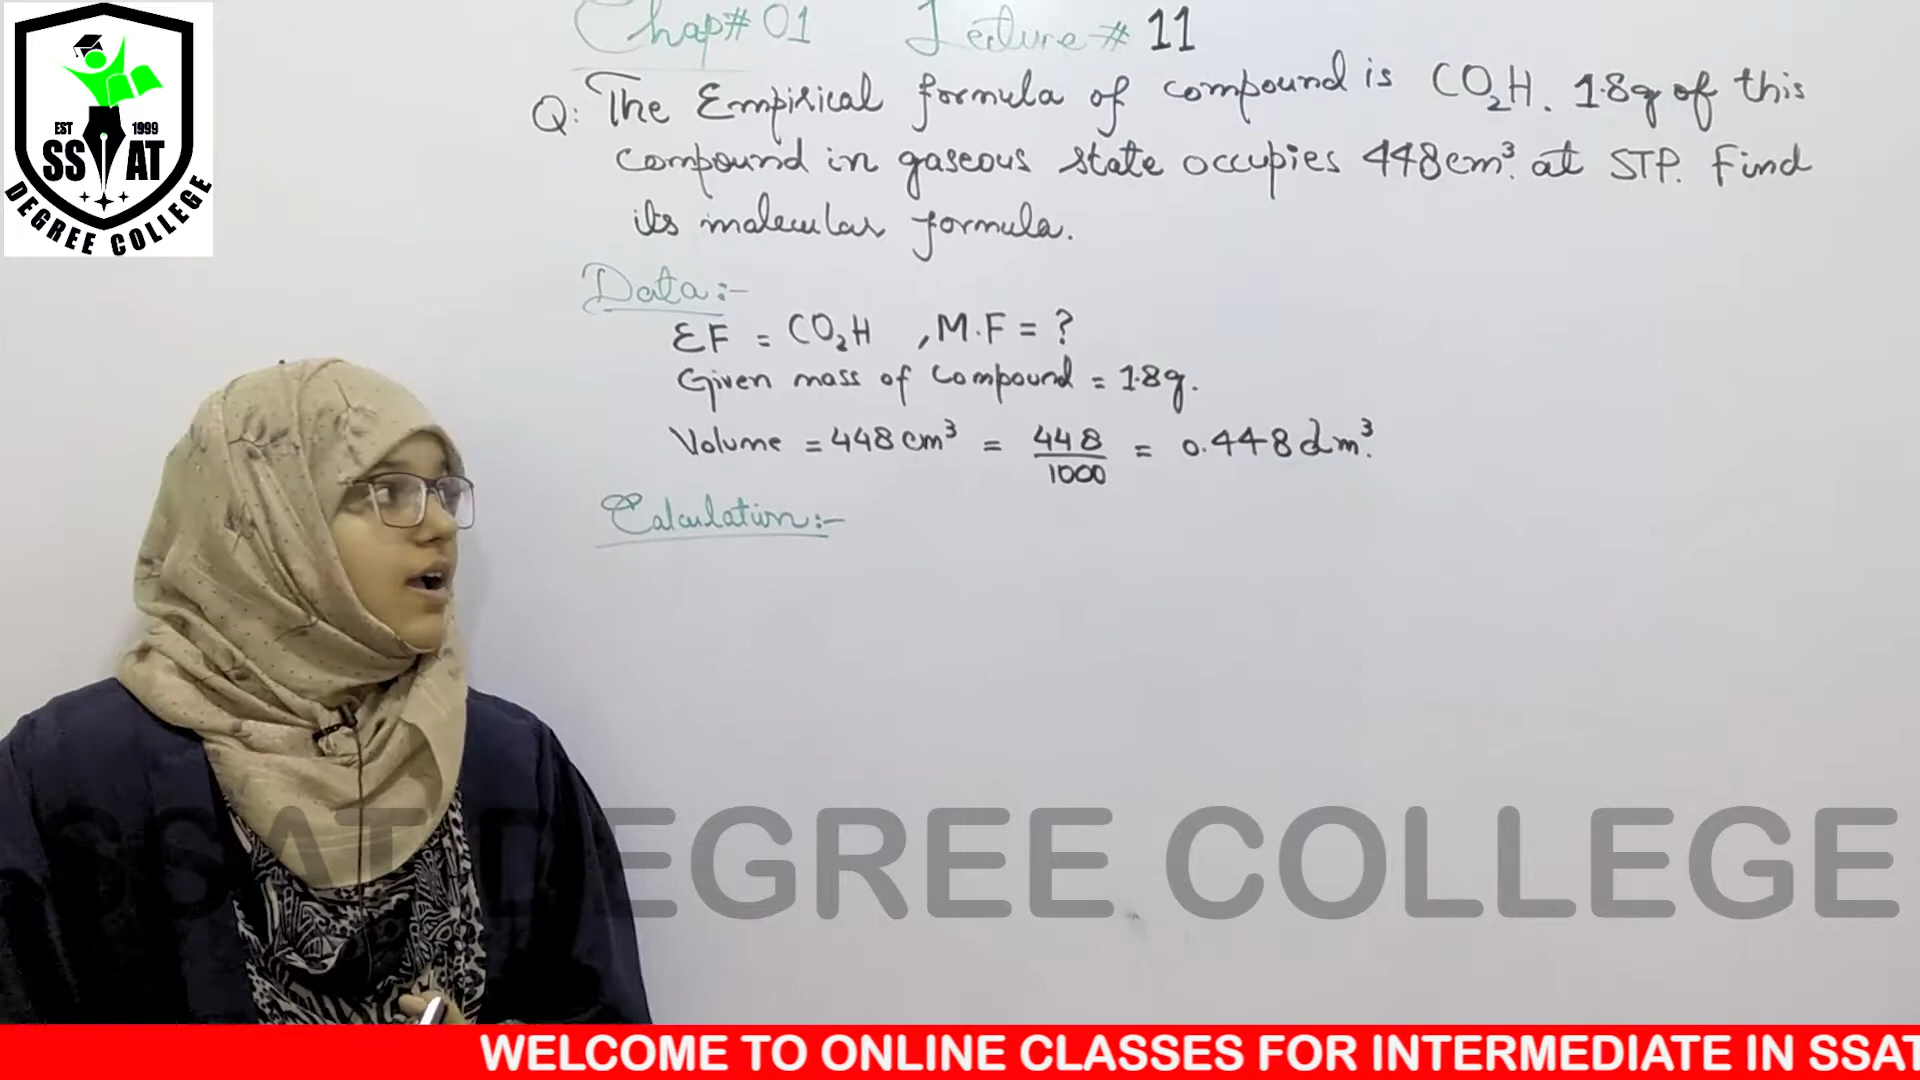 EST 1999
SSAT
DEGREE COLLEGE
Chap# 01 Lecture # 11
Q: The Empirical formula of compound is CO₂H. 1.8g of this
compound in gaseous state occupies 448cm³. at STP. Find
its molecular formula.
Data:-
EF = CO₂H , M.F = ?
Given mass of compound = 1.8g.
Volume = 448 cm³ = 448/1000 = 0.448 dm³.
Calculation:-
SSAT DEGREE COLLEGE
WELCOME TO ONLINE CLASSES FOR INTERMEDIATE IN SSAT